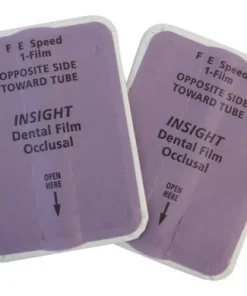 F E Speed
1-Film
OPPOSITE SIDE
TOWARD TUBE
INSIGHT
Dental Film
Occlusal
OPEN
HERE
F E Speed
1-Film
OPPOSITE SIDE
TOWARD TUBE
INSIGHT
Dental Film
Occlusal
OPEN
HERE